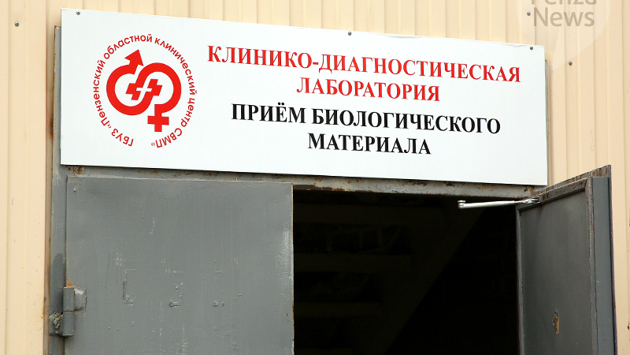 Penza
News
КЛИНИКО-ДИАГНОСТИЧЕСКАЯ
ЛАБОРАТОРИЯ
ПРИЁМ БИОЛОГИЧЕСКОГО
МАТЕРИАЛА
ГБУЗ "Пензенский областной клинический центр СВМП"